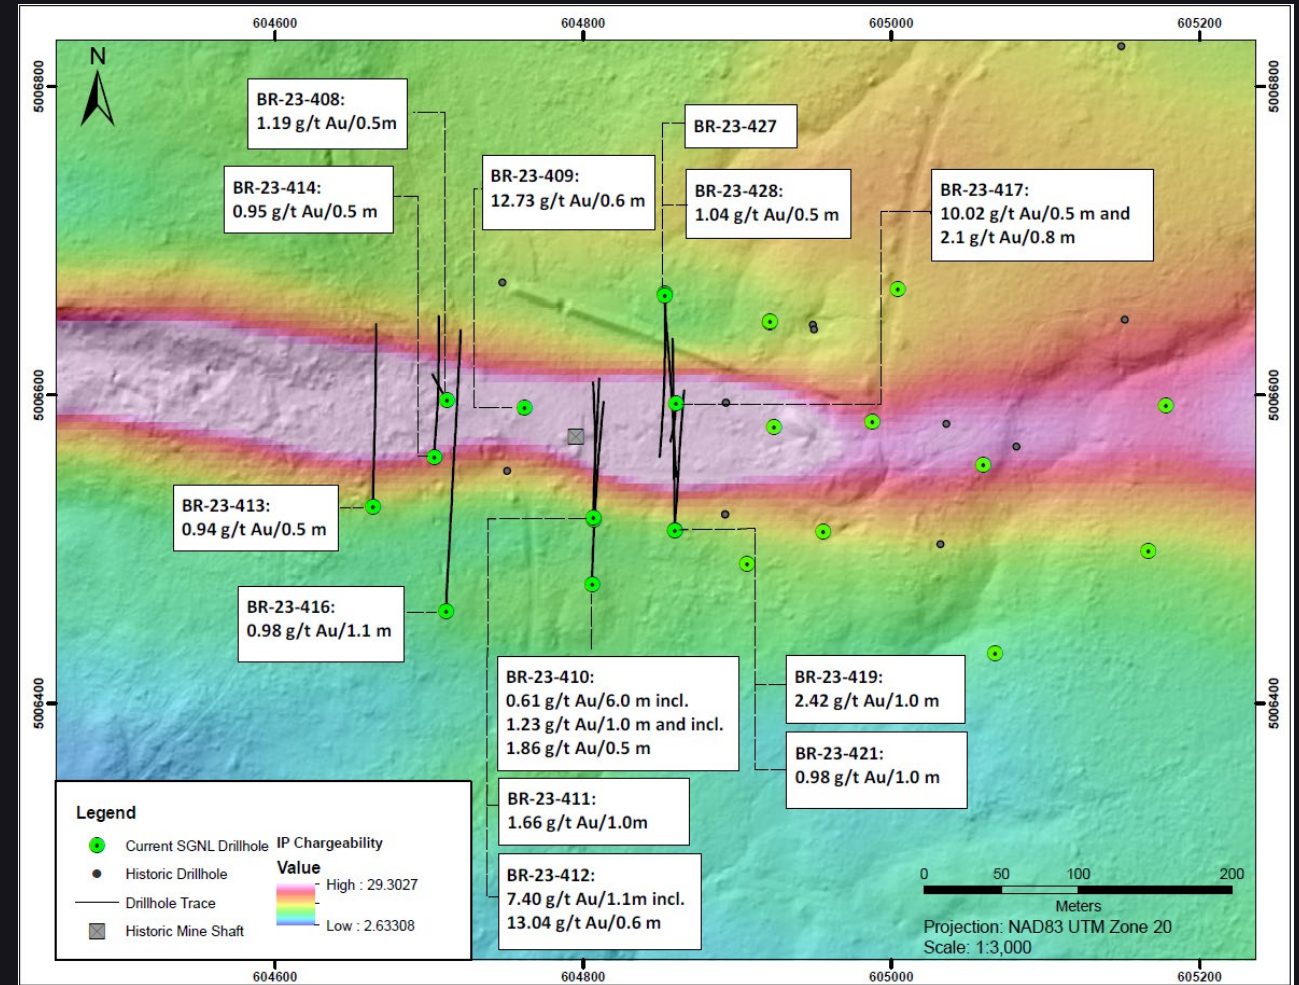 604600
604800
605000
605200
N
5006800
5006800
BR-23-408:
1.19 g/t Au/0.5m
BR-23-427
BR-23-414:
0.95 g/t Au/0.5 m
BR-23-409:
12.73 g/t Au/0.6 m
BR-23-428:
1.04 g/t Au/0.5 m
BR-23-417:
10.02 g/t Au/0.5 m and
2.1 g/t Au/0.8 m
5006600
5006600
BR-23-413:
0.94 g/t Au/0.5 m
BR-23-416:
0.98 g/t Au/1.1 m
BR-23-410:
0.61 g/t Au/6.0 m incl.
1.23 g/t Au/1.0 m and incl.
1.86 g/t Au/0.5 m
BR-23-419:
2.42 g/t Au/1.0 m
5006400
5006400
BR-23-421:
0.98 g/t Au/1.0 m
BR-23-411:
1.66 g/t Au/1.0m
BR-23-412:
7.40 g/t Au/1.1m incl.
13.04 g/t Au/0.6 m
Legend
Current SGNL Drillhole
Historic Drillhole
Drillhole Trace
Historic Mine Shaft
IP Chargeability
Value
High : 29.3027
Low : 2.63308
0 50 100 200
Meters
Projection: NAD83 UTM Zone 20
Scale: 1:3,000
604600
604800
605000
605200